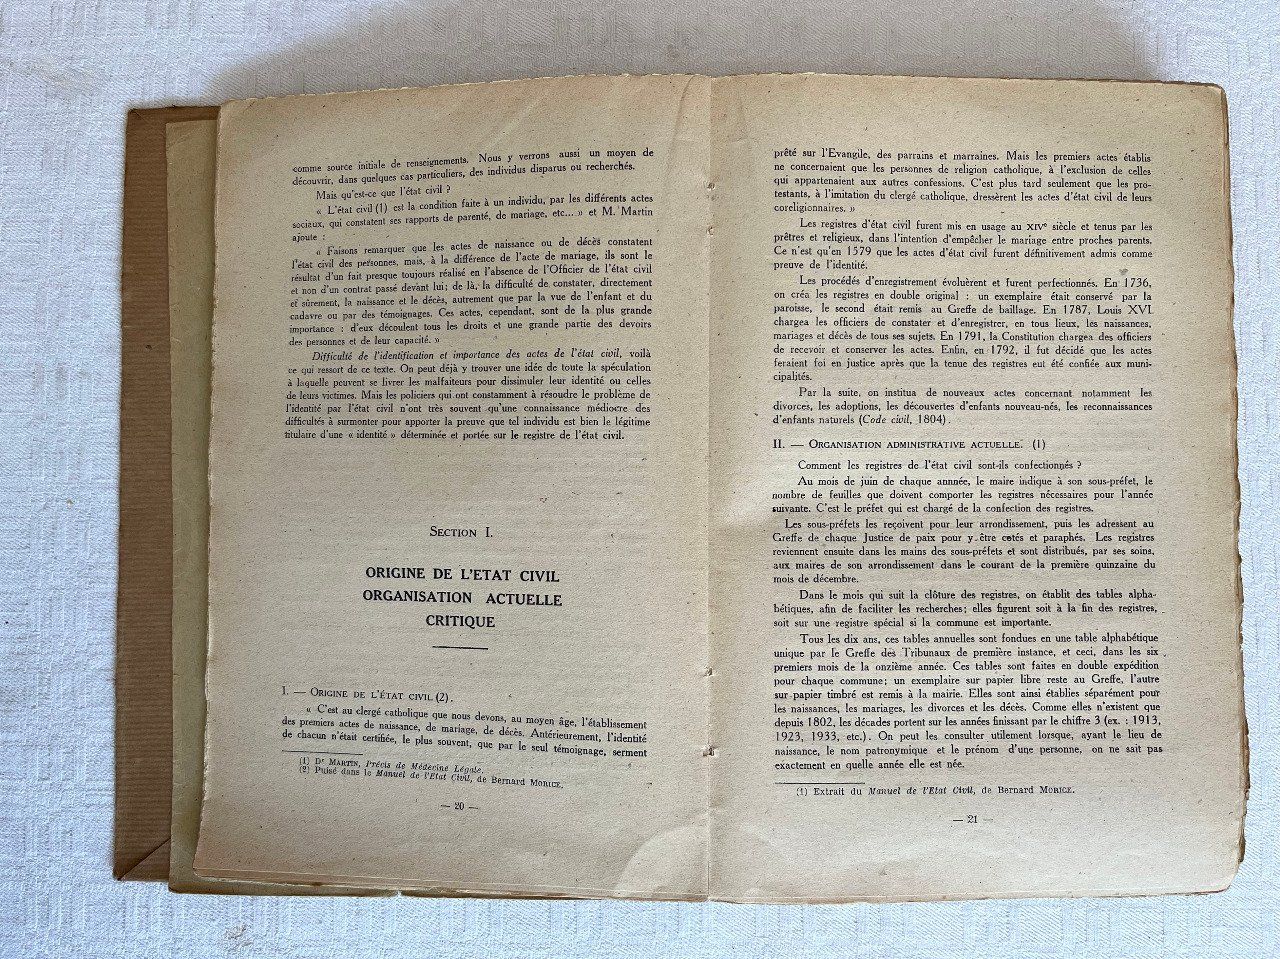 comme source initiale de renseignements. Nous y verrons aussi un moyen de
découvrir, dans quelques cas particuliers, des individus disparus ou recherchés.
Mais qu'est-ce que l'état civil ?
« L'état civil (1) est la condition faite à un individu, par les différents actes
sociaux, qui constatent ses rapports de parenté, de mariage, etc... » et M. Martin
ajoute :
« Faisons remarquer que les actes de naissance ou de décès constatent
l'état civil des personnes, mais, à la différence de l'acte de mariage, ils sont le
résultat d'un fait presque toujours réalisé en l'absence de l'Officier de l'état civil
et non d'un contrat passé devant lui; de là, la difficulté de constater, directement
et sûrement, la naissance et le décès, autrement que par la vue de l'enfant et du
cadavre ou par des témoignages. Ces actes, cependant, sont de la plus grande
importance : d'eux découlent tous les droits et une grande partie des devoirs
des personnes et de leur capacité. »
Difficulté de l'identification et importance des actes de l'état civil, voilà
ce qui ressort de ce texte. On peut déjà y trouver une idée de toute la spéculation
à laquelle peuvent se livrer les malfaiteurs pour dissimuler leur identité ou celles
de leurs victimes. Mais les policiers qui ont constamment à résoudre le problème de
l'identité par l'état civil n'ont très souvent qu'une connaissance médiocre des
difficultés à surmonter pour apporter la preuve que tel individu est bien le légitime
titulaire d'une « identité » déterminée et portée sur le registre de l'état civil.
SECTION I.
ORIGINE DE L'ETAT CIVIL
ORGANISATION ACTUELLE
CRITIQUE
I. — ORIGINE DE L'ÉTAT CIVIL (2).
« C'est au clergé catholique que nous devons, au moyen âge, l'établissement
des premiers actes de naissance, de mariage, de décès. Antérieurement, l'identité
de chacun n'était certifiée, le plus souvent, que par le seul témoignage, serment
(1) Dr MARTIN, Précis de Médecine Légale.
(2) Puisé dans le Manuel de l'Etat Civil, de Bernard MORICE.
— 20 —
prêté sur l'Evangile, des parrains et marraines. Mais les premiers actes établis
ne concernaient que les personnes de religion catholique, à l'exclusion de celles
qui appartenaient aux autres confessions. C'est plus tard seulement que les pro-
testants, à l'imitation du clergé catholique, dressèrent les actes d'état civil de leurs
coreligionnaires. »
Les registres d'état civil furent mis en usage au XIVe siècle et tenus par les
prêtres et religieux, dans l'intention d'empêcher le mariage entre proches parents.
Ce n'est qu'en 1579 que les actes d'état civil furent définitivement admis comme
preuve de l'identité.
Les procédés d'enregistrement évoluèrent et furent perfectionnés. En 1736,
on créa les registres en double original : un exemplaire était conservé par la
paroisse, le second était remis au Greffe de baillage. En 1787, Louis XVI
chargea les officiers de constater et d'enregistrer, en tous lieux, les naissances,
mariages et décès de tous ses sujets. En 1791, la Constitution chargea des officiers
de recevoir et conserver les actes. Enfin, en 1792, il fut décidé que les actes
feraient foi en justice après que la tenue des registres eut été confiée aux muni-
cipalités.
Par la suite, on institua de nouveaux actes concernant notamment les
divorces, les adoptions, les découvertes d'enfants nouveau-nés, les reconnaissances
d'enfants naturels (Code civil, 1804).
II. — ORGANISATION ADMINISTRATIVE ACTUELLE. (1)
Comment les registres de l'état civil sont-ils confectionnés ?
Au mois de juin de chaque annnée, le maire indique à son sous-préfet, le
nombre de feuilles que doivent comporter les registres nécessaires pour l'année
suivante. C'est le préfet qui est chargé de la confection des registres.
Les sous-préfets les reçoivent pour leur arrondissement, puis les adressent au
Greffe de chaque Justice de paix pour y être cotés et paraphés. Les registres
reviennent ensuite dans les mains des sous-préfets et sont distribués, par ses soins,
aux maires de son arrondissement dans le courant de la première quinzaine du
mois de décembre.
Dans le mois qui suit la clôture des registres, on établit des tables alpha-
bétiques, afin de faciliter les recherches; elles figurent soit à la fin des registres,
soit sur une registre spécial si la commune est importante.
Tous les dix ans, ces tables annuelles sont fondues en une table alphabétique
unique par le Greffe des Tribunaux de première instance, et ceci, dans les six
premiers mois de la onzième année. Ces tables sont faites en double expédition
pour chaque commune; un exemplaire sur papier libre reste au Greffe, l'autre
sur papier timbré est remis à la mairie. Elles sont ainsi établies séparément pour
les naissances, les mariages, les divorces et les décès. Comme elles n'existent que
depuis 1802, les décades portent sur les années finissant par le chiffre 3 (ex. : 1913,
1923, 1933, etc.). On peut les consulter utilement lorsque, ayant le lieu de
naissance, le nom patronymique et le prénom d'une personne, on ne sait pas
exactement en quelle année elle est née.
(1) Extrait du Manuel de l'Etat Civil, de Bernard MORICE.
— 21 —